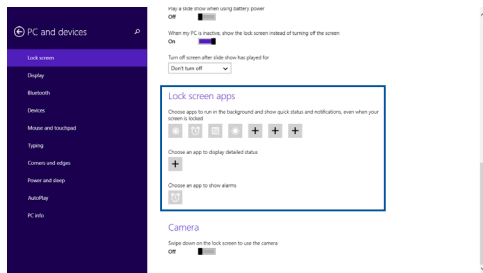 Play a slide show when using battery power
Off
PC and devices
When my PC is inactive, show the lock screen instead of turning off the screen
On
Lock screen
Turn off screen after slide show has played for
Don't turn off
Display
Bluetooth
Lock screen apps
Devices
Choose apps to run in the background and show quick status and notifications, even when your
screen is locked
Mouse and touchpad
Typing
Choose an app to display detailed status
Corners and edges
Power and sleep
Choose an app to show alarms
AutoPlay
PC info
Camera
Swipe down on the lock screen to use the camera
Off